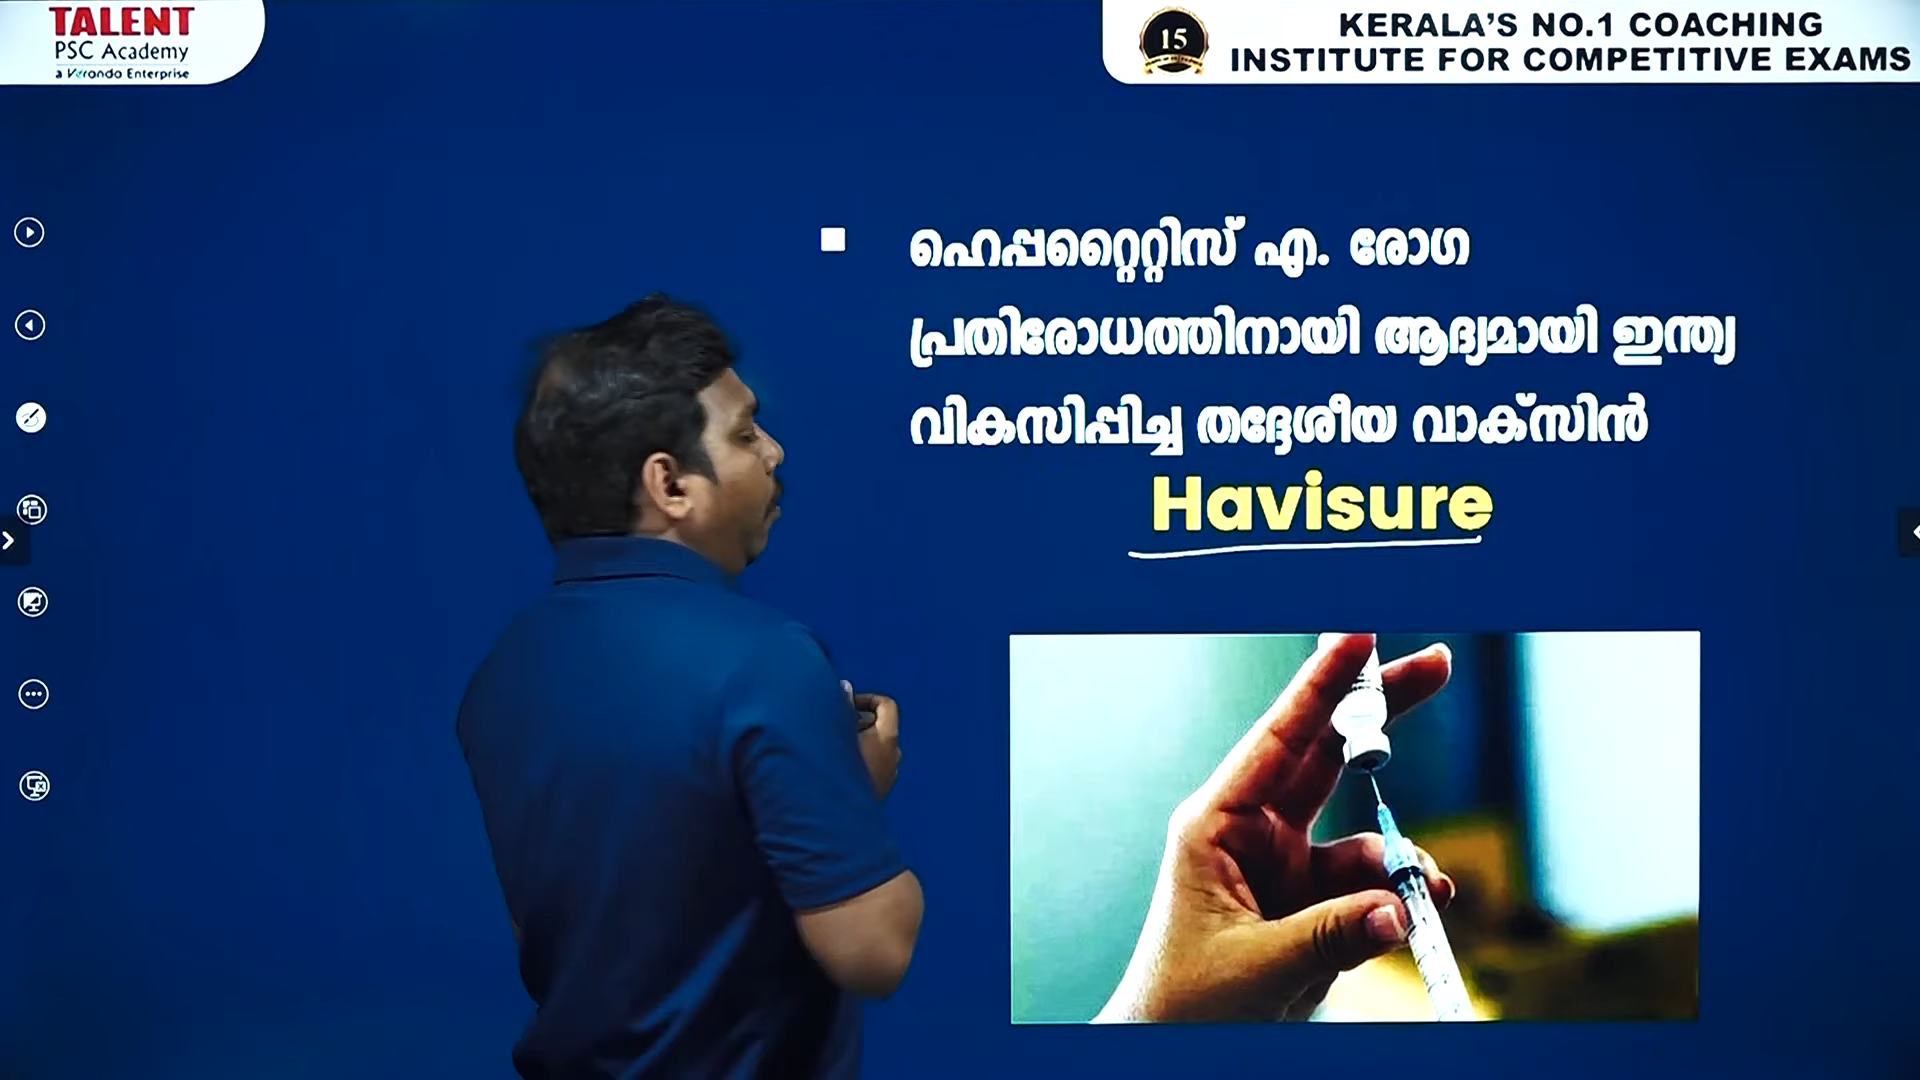 TALENT
PSC Academy
a Veranda Enterprise
15
KERALA'S NO.1 COACHING
INSTITUTE FOR COMPETITIVE EXAMS
ഹെപ്പറ്റൈറ്റിസ് എ. രോഗ
പ്രതിരോധത്തിനായി ആദ്യമായി ഇന്ത്യ
വികസിപ്പിച്ച തദ്ദേശീയ വാക്സിൻ
Havisure